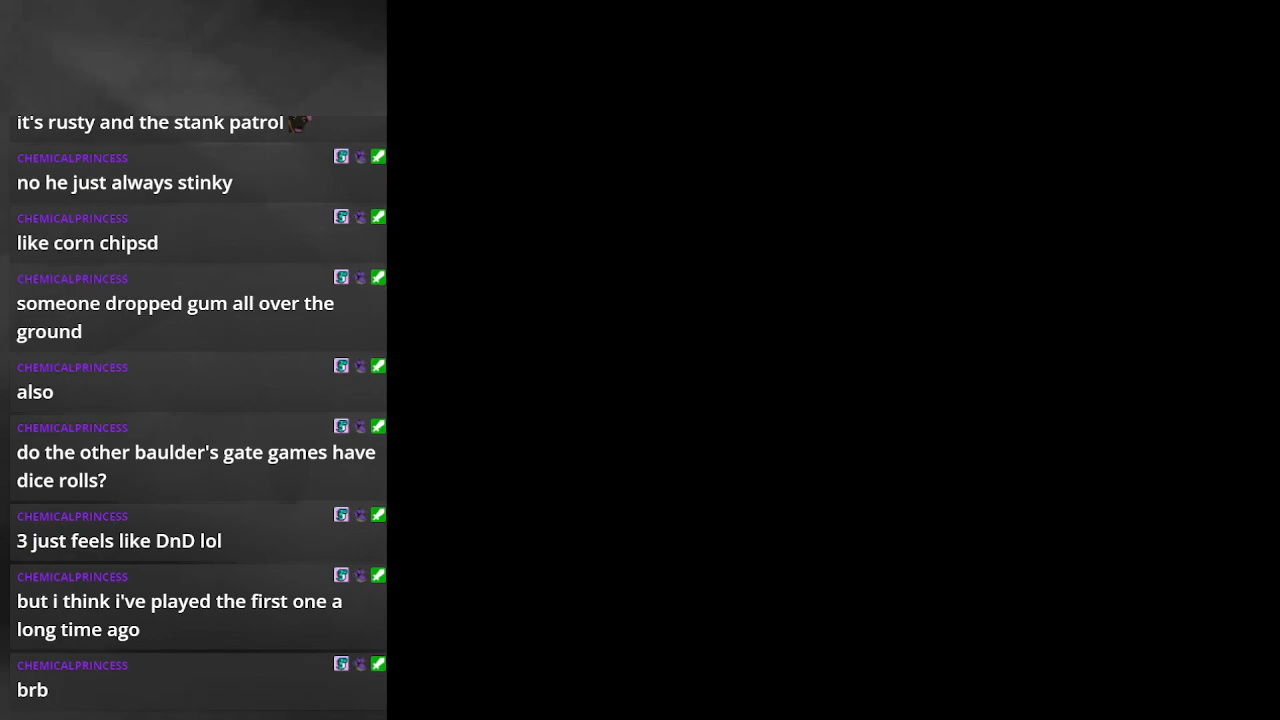 it's rusty and the stank patrol
CHEMICALPRINCESS
no he just always stinky
CHEMICALPRINCESS
like corn chipsd
CHEMICALPRINCESS
someone dropped gum all over the
ground
CHEMICALPRINCESS
also
CHEMICALPRINCESS
do the other baulder's gate games have
dice rolls?
CHEMICALPRINCESS
3 just feels like DnD lol
CHEMICALPRINCESS
but i think i've played the first one a
long time ago
CHEMICALPRINCESS
brb